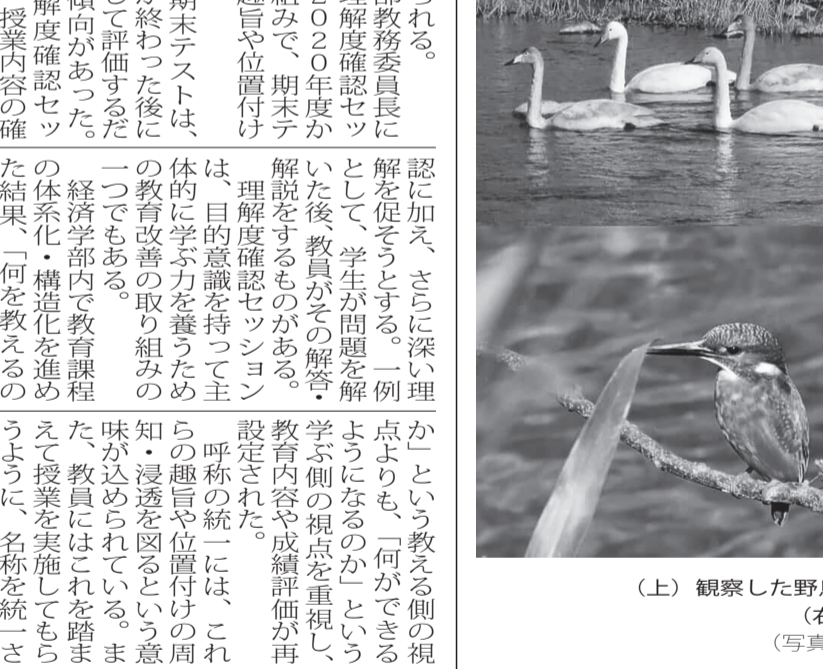 られる。
部教務委員長に
理解度確認セッ
2020年度か
組みで、期末テ
趣旨や位置付け
期末テストは、
が終わった後に
して評価するだ
傾向があった。
解度確認セッ
授業内容の確
認に加え、さらに深い理
解を促そうとする。一例
として、学生が問題を解
いた後、教員がその解答・
解説をするものがある。
理解度確認セッション
は、目的意識を持って主
体的に学ぶ力を養うため
の教育改善の取り組みの
一つでもある。
経済学部内で教育課程
の体系化・構造化を進め
た結果、「何を教えるの
か」という教える側の視
点よりも、「何ができる
ようになるのか」という
学ぶ側の視点を重視し、
教育内容や成績評価が再
設定された。
呼称の統一には、これ
らの趣旨や位置付けの周
知・浸透を図るという意
味が込められている。ま
た、教員にはこれを踏ま
えて授業を実施してもら
うように、名称を統一さ
（上）観察した野
（右
（写真